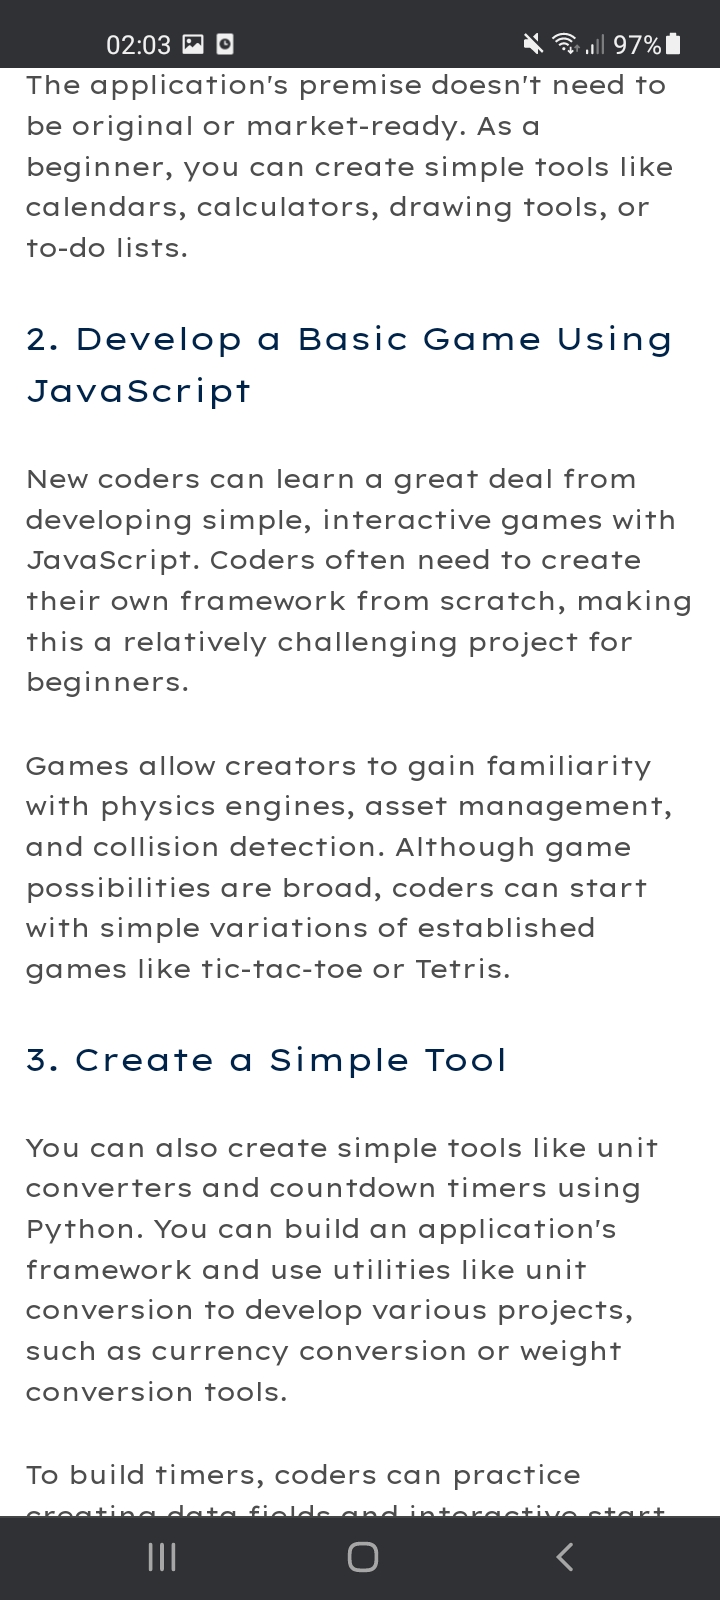 02:03
97%
The application's premise doesn't need to
be original or market-ready. As a
beginner, you can create simple tools like
calendars, calculators, drawing tools, or
to-do lists.
2. Develop a Basic Game Using
JavaScript
New coders can learn a great deal from
developing simple, interactive games with
JavaScript. Coders often need to create
their own framework from scratch, making
this a relatively challenging project for
beginners.
Games allow creators to gain familiarity
with physics engines, asset management,
and collision detection. Although game
possibilities are broad, coders can start
with simple variations of established
games like tic-tac-toe or Tetris.
3. Create a Simple Tool
You can also create simple tools like unit
converters and countdown timers using
Python. You can build an application's
framework and use utilities like unit
conversion to develop various projects,
such as currency conversion or weight
conversion tools.
To build timers, coders can practice
creating data fields and interactive start